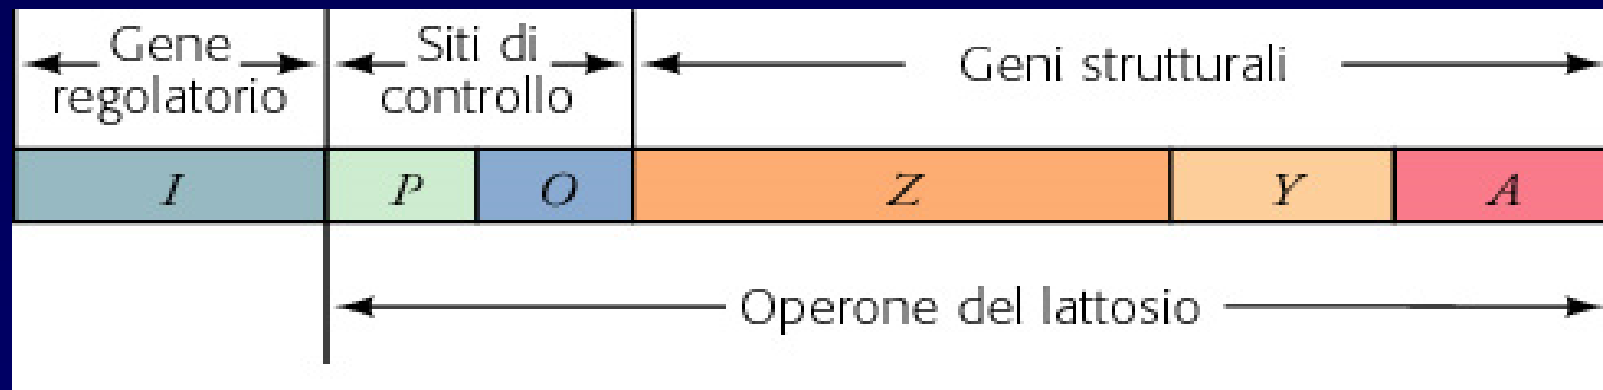 Gene
regolatorio
Siti di
controllo
Geni strutturali
I P O Z Y A
Operone del lattosio